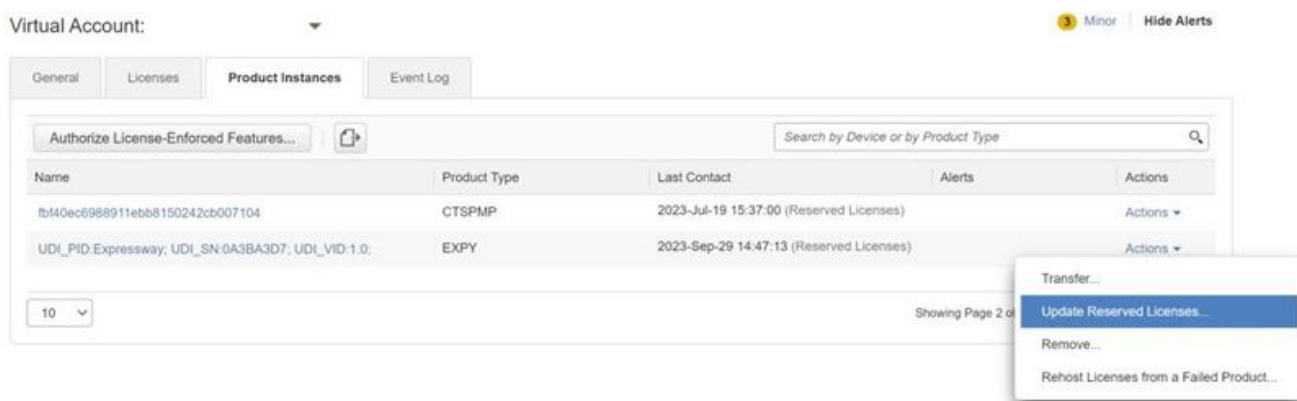 Virtual Account:
3 Minor Hide Alerts
General Licenses Product Instances Event Log
Authorize License-Enforced Features...
Search by Device or by Product Type
Name Product Type Last Contact Alerts Actions
fbf40ec6988911ebb8150242cb007104 CTSPMP 2023-Jul-19 15:37:00 (Reserved Licenses) Actions
UDI_PID:Expressway; UDI_SN:0A3BA3D7; UDI_VID:1.0; EXPY 2023-Sep-29 14:47:13 (Reserved Licenses) Actions
Transfer...
10 Showing Page 2 of
Update Reserved Licenses...
Remove...
Rehost Licenses from a Failed Product...